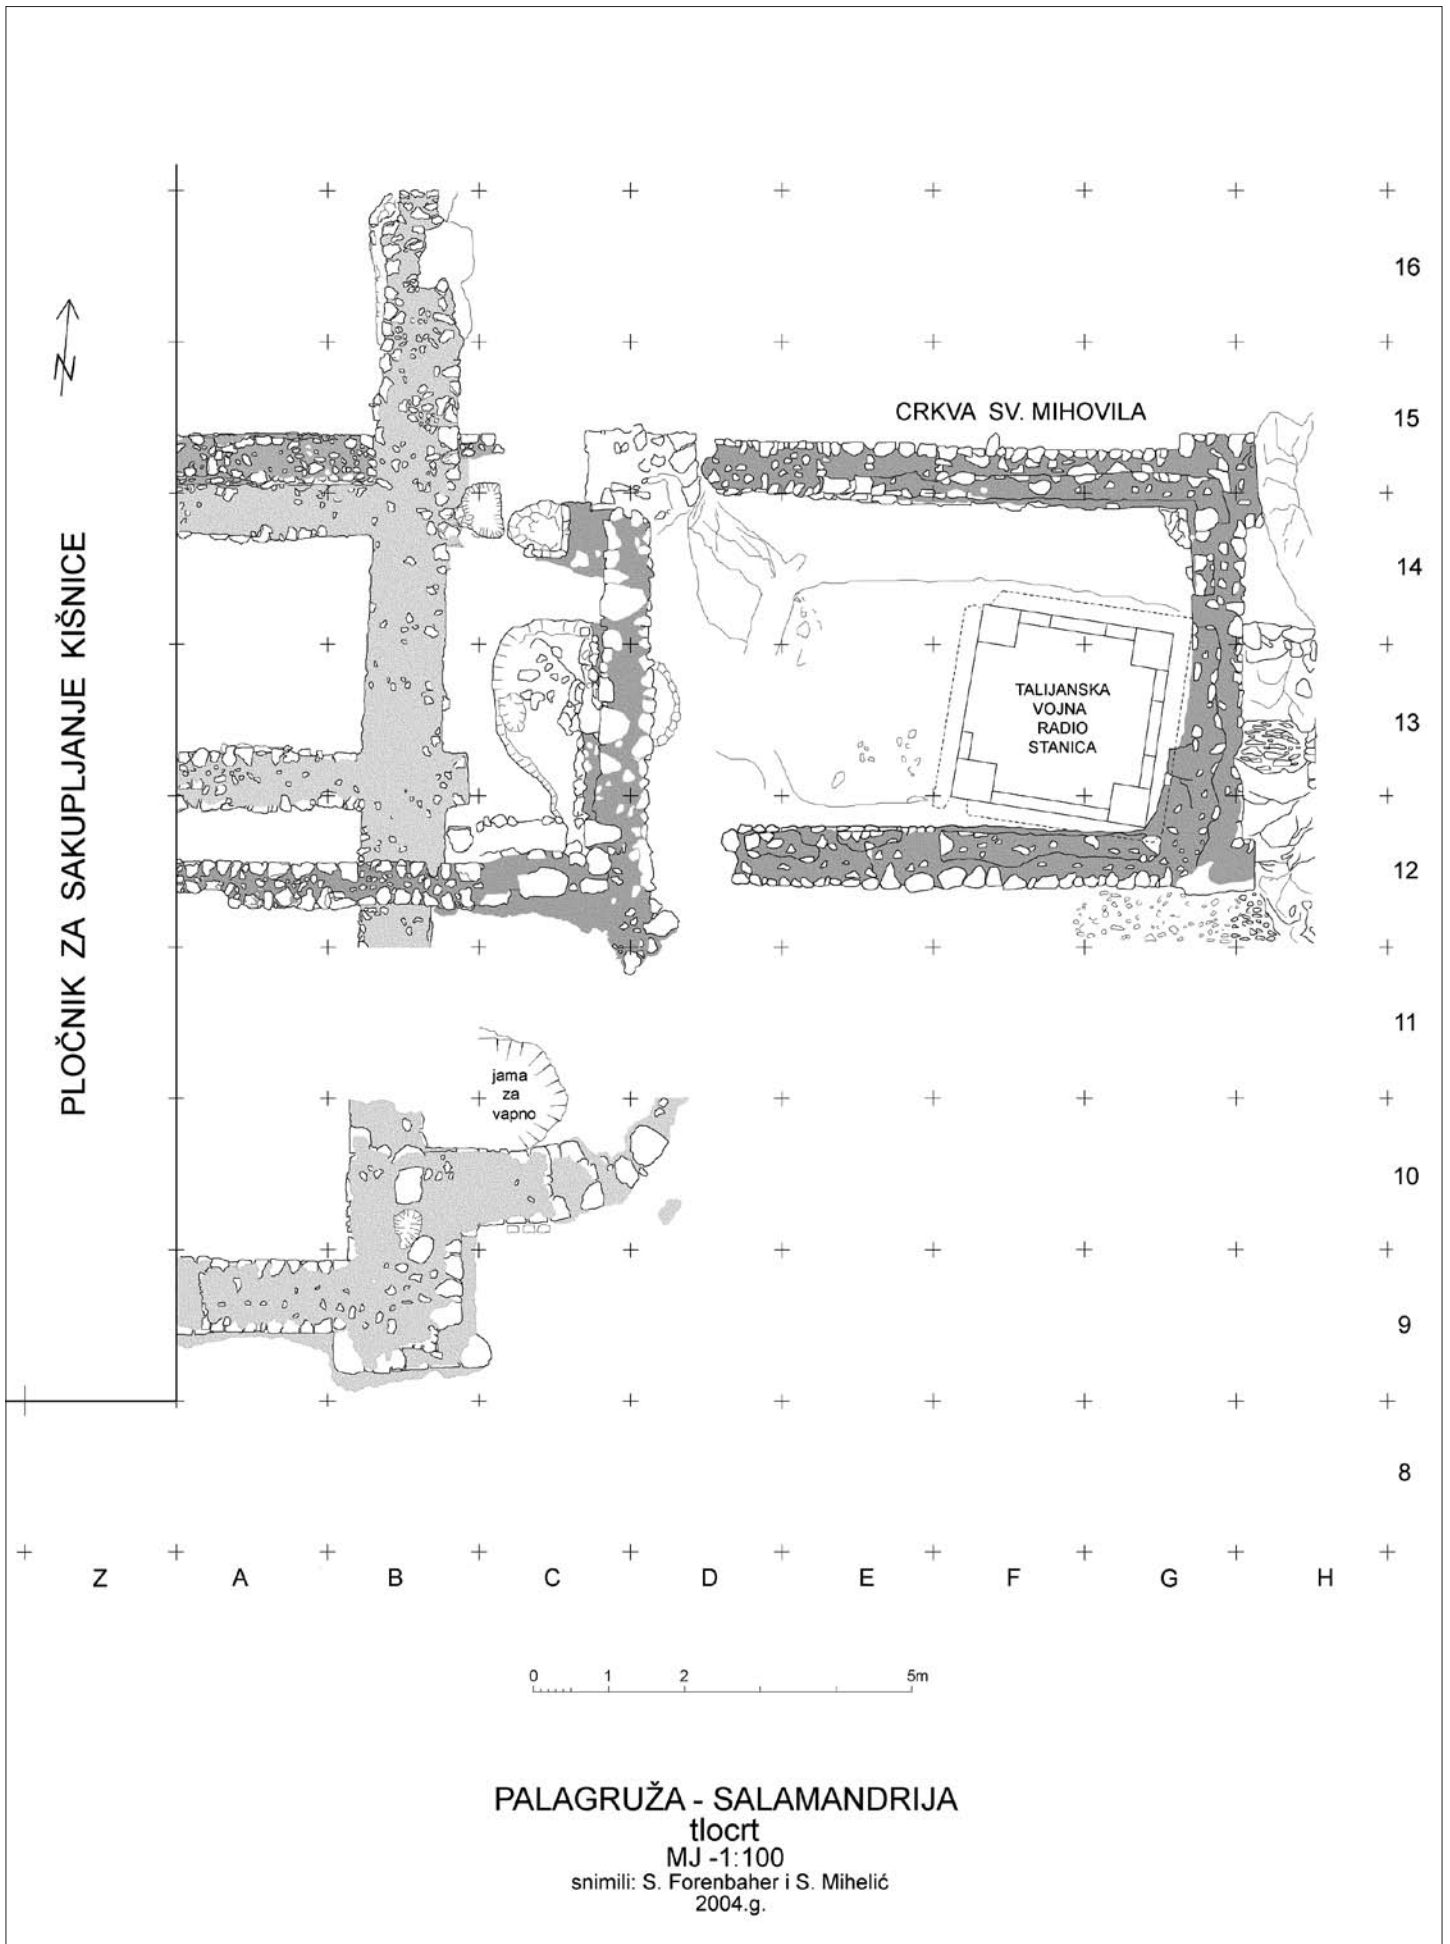 16
N
CRKVA SV. MIHOVILA
15
14
PLOČNIK ZA SAKUPLJANJE KIŠNICE
TALIJANSKA
VOJNA
RADIO
STANICA
13
12
11
jama
za
vapno
10
9
8
Z A B C D E F G H
0 1 2 5m
PALAGRUŽA - SALAMANDRIJA
tlocrt
MJ -1:100
snimili: S. Forenbaher i S. Mihelić
2004.g.